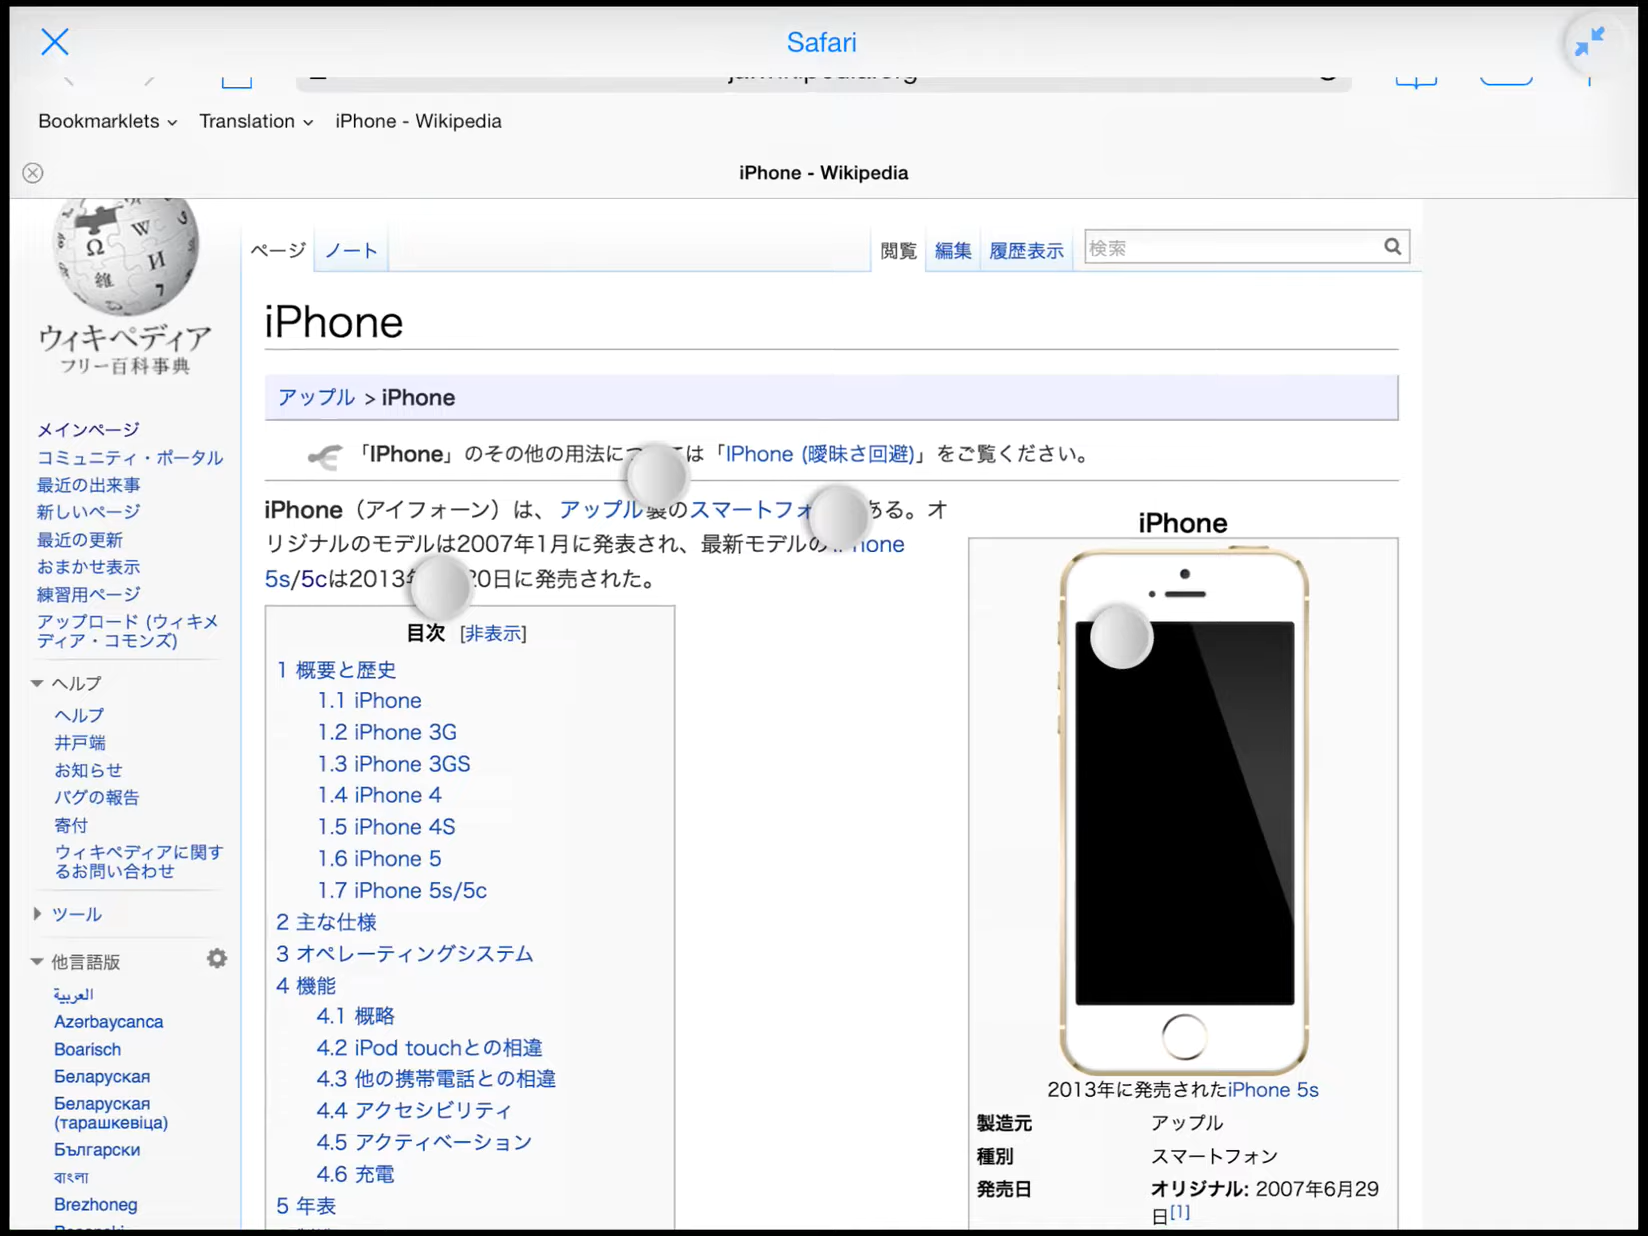 Safari
Bookmarklets
Translation
iPhone - Wikipedia
iPhone - Wikipedia
Ω
W
И
維
7
ウィキペディア
フリー百科事典
ページ
ノート
閲覧
編集
履歴表示
検索
iPhone
アップル > iPhone
「IPhone」のその他の用法に は「IPhone (曖昧さ回避)」をご覧ください。
iPhone（アイフォーン）は、アップル製のスマートフォ ある。オ
リジナルのモデルは2007年1月に発表され、最新モデルの
5s/5cは2013 20日に発売された。
目次 [非表示]
1 概要と歴史
1.1 iPhone
1.2 iPhone 3G
1.3 iPhone 3GS
1.4 iPhone 4
1.5 iPhone 4S
1.6 iPhone 5
1.7 iPhone 5s/5c
2 主な仕様
3 オペレーティングシステム
4 機能
4.1 概略
4.2 iPod touchとの相違
4.3 他の携帯電話との相違
4.4 アクセシビリティ
4.5 アクティベーション
4.6 充電
5 年表
iPhone
2013年に発売されたiPhone 5s
製造元 アップル
種別 スマートフォン
発売日 オリジナル: 2007年6月29
日[1]
メインページ
コミュニティ・ポータル
最近の出来事
新しいページ
最近の更新
おまかせ表示
練習用ページ
アップロード (ウィキメ
ディア・コモンズ)
ヘルプ
ヘルプ
井戸端
お知らせ
バグの報告
寄付
ウィキペディアに関す
るお問い合わせ
ツール
他言語版
العربية
Azərbaycanca
Boarisch
Беларуская
Беларуская
(тарашкевіца)
Български
বাংলা
Brezhoneg